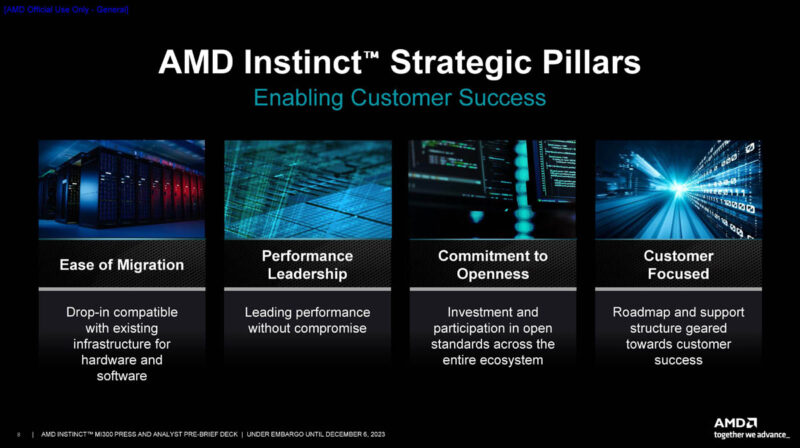 [AMD Official Use Only - General]
AMD Instinct™ Strategic Pillars
Enabling Customer Success
Ease of Migration
Drop-in compatible
with existing
infrastructure for
hardware and
software
Performance
Leadership
Leading performance
without compromise
Commitment to
Openness
Investment and
participation in open
standards across the
entire ecosystem
Customer
Focused
Roadmap and support
structure geared
towards customer
success
8 | AMD INSTINCT™ MI300 PRESS AND ANALYST PRE-BRIEF DECK | UNDER EMBARGO UNTIL DECEMBER 6, 2023
AMD
together we advance_